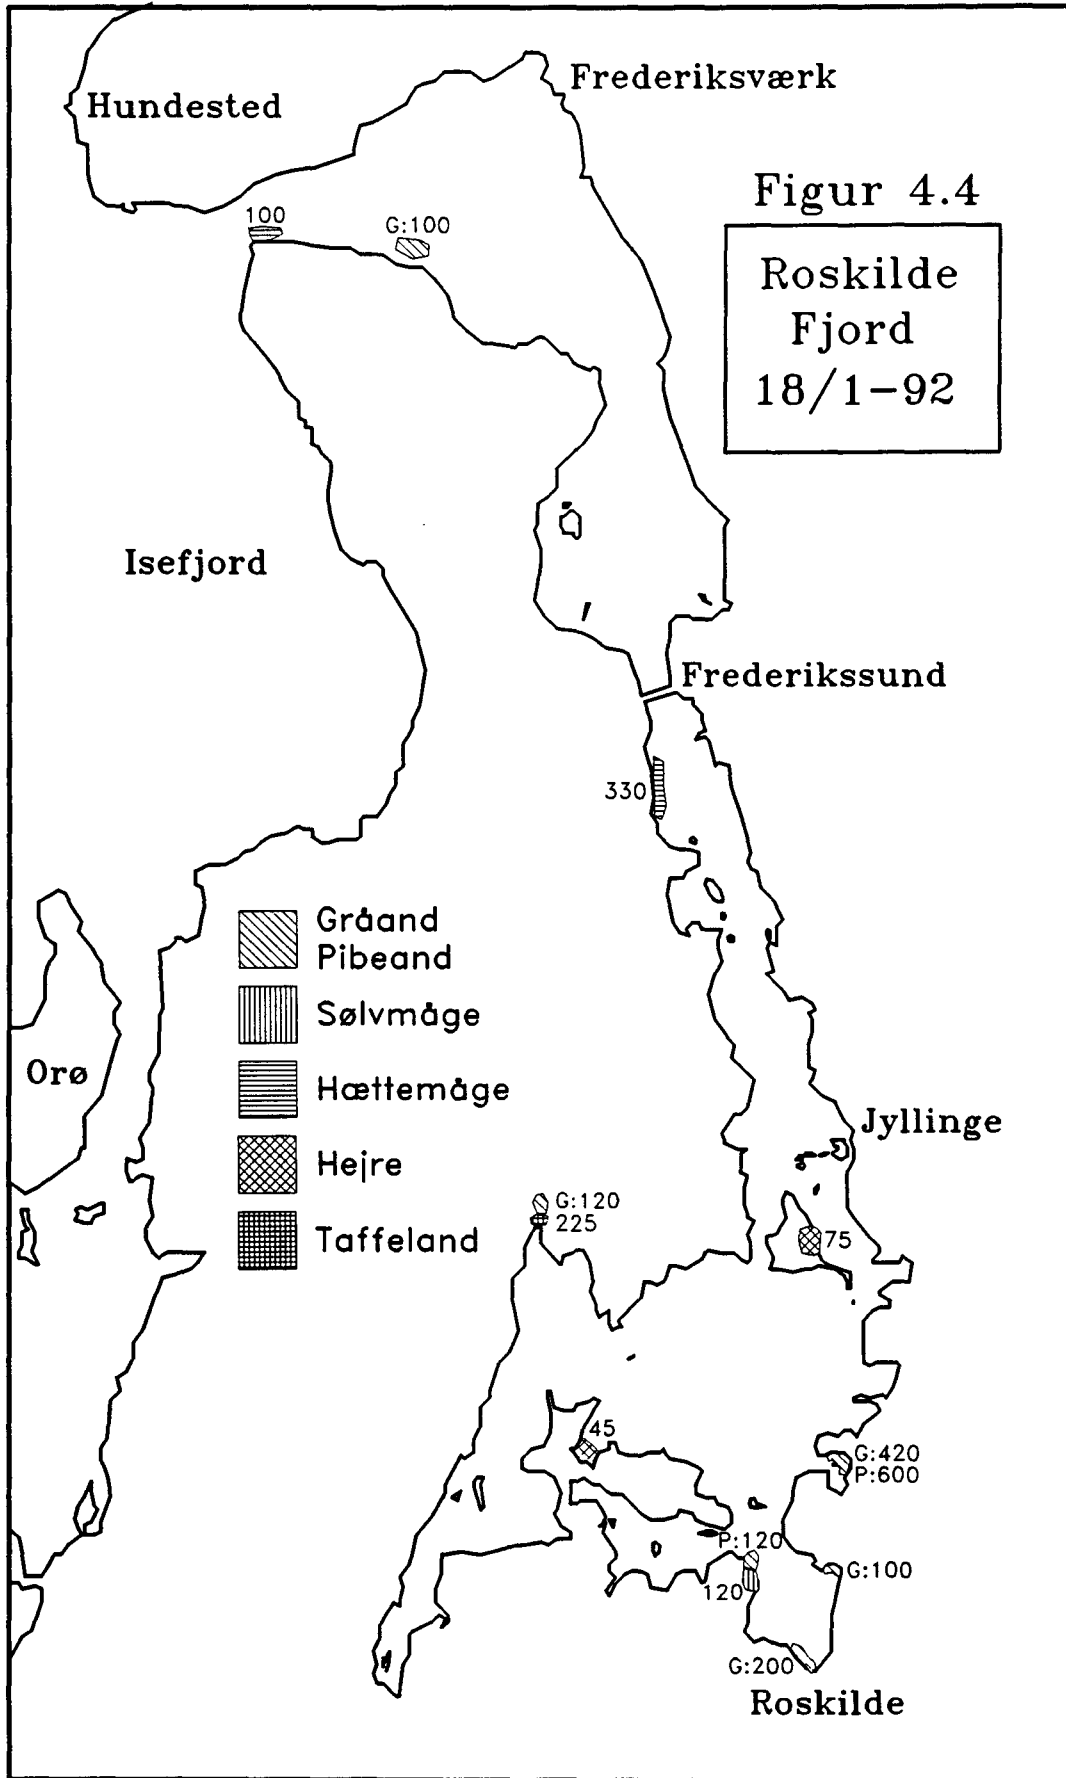 Frederiksværk
Hundested
Figur 4.4
100
G:100
Roskilde
Fjord
18/1-92
Isefjord
Frederikssund
330
Gråand
Pibeand
Sølvmåge
Hættemåge
Orø
Jyllinge
Hejre
G:120
225
Taffeland
75
45
G:420
P:600
P:120
G:100
120
G:200
Roskilde